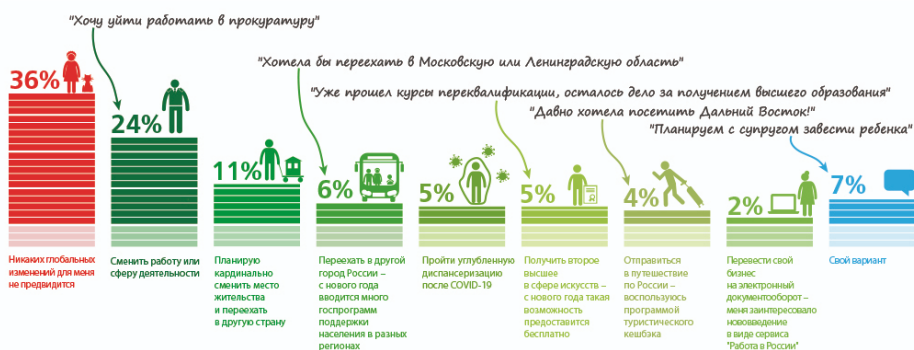 "Хочу уйти работать в прокуратуру"
"Хотела бы переехать в Московскую или Ленинградскую область"
"Уже прошел курсы переквалификации, осталось дело за получением высшего образования"
"Давно хотела посетить Дальний Восток!"
"Планируем с супругом завести ребенка"
36%
Никаких глобальных
изменений для меня
не предвидится
24%
Сменить работу или
сферу деятельности
11%
Планирую
кардинально
сменить место
жительства
и переехать
в другую страну
6%
Переехать в другой
город России –
с нового года
вводится много
госпрограмм
поддержки
населения в разных
регионах
5%
Пройти углубленную
диспансеризацию
после COVID-19
5%
Получить второе
высшее
в сфере искусств –
с нового года такая
возможность
предоставится
бесплатно
4%
Отправиться
в путешествие
по России –
воспользуюсь
программой
туристического
кешбэка
2%
Перевести свой
бизнес
на электронный
документооборот –
меня заинтересовало
нововведение
в виде сервиса
"Работа в России"
7%
Свой вариант